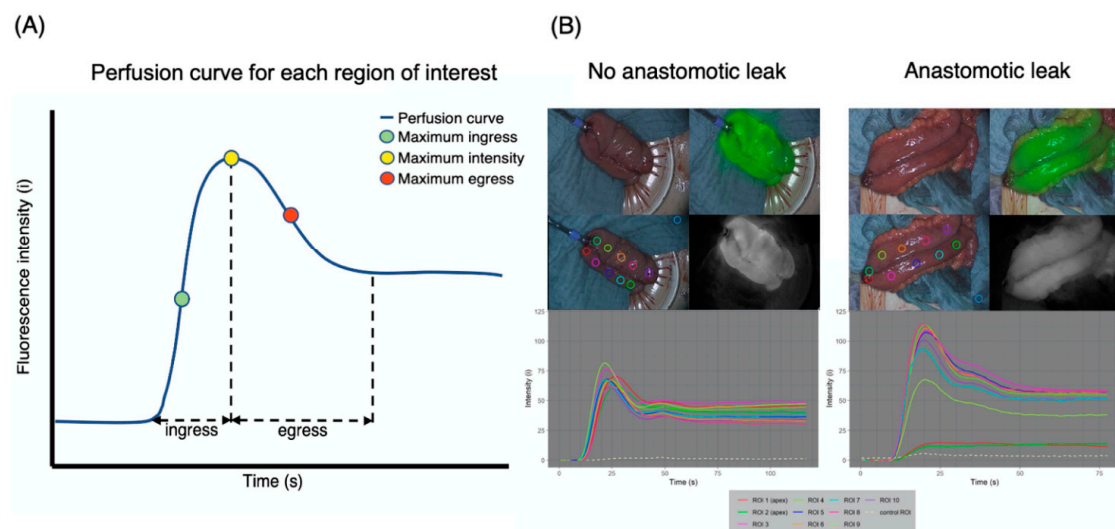 (A)
Perfusion curve for each region of interest
Perfusion curve
Maximum ingress
Maximum intensity
Maximum egress
Fluorescence intensity (i)
ingress
egress
Time (s)
(B)
No anastomotic leak
Anastomotic leak
125
100
75
50
25
0
Intensity (i)
0 25 50 75 100
Time (s)
125
100
75
50
25
0
Intensity (i)
0 25 50 75
Time (s)
ROI 1 (apex) ROI 4 ROI 7 ROI 10
ROI 2 (apex) ROI 5 ROI 8 control ROI
ROI 3 ROI 6 ROI 9